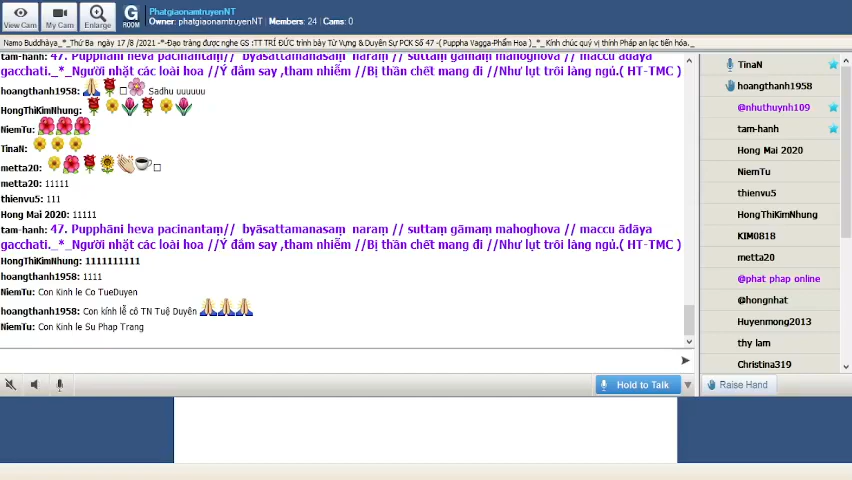 View Cam
My Cam
Enlarge
G
ROOM
PhatgiaonamtruyenNT
Owner: phatgiaonamtruyenNT | Members: 24 | Cams: 0
Namo Buddhàya_*_Thứ Ba ngày 17 /8 /2021 -*-Đạo tràng được nghe GS :TT TRÍ ĐỨC trình bày Từ Vựng & Duyên Sự PCK Số 47 -( Puppha Vagga-Phẩm Hoa )_*_ Kính chúc quý vị thính Pháp an lạc tiến hóa._
tam-hanh: 47. Pupphāni heva pacinantaṃ// byāsattamanasaṃ naraṃ // suttaṃ gāmaṃ mahoghova // maccu ādāya
gacchati._*_Người nhặt các loài hoa //Ý đắm say ,tham nhiễm //Bị thần chết mang đi //Như lụt trôi làng ngủ.( HT-TMC )
hoangthanh1958: Sadhu uuuuuu
HongThiKimNhung:
NiemTu:
TinaN:
metta20:
metta20: 11111
thienvu5: 111
Hong Mai 2020: 11111
tam-hanh: 47. Pupphāni heva pacinantaṃ// byāsattamanasaṃ naraṃ // suttaṃ gāmaṃ mahoghova // maccu ādāya
gacchati._*_Người nhặt các loài hoa //Ý đắm say ,tham nhiễm //Bị thần chết mang đi //Như lụt trôi làng ngủ.( HT-TMC )
HongThiKimNhung: 1111111111
hoangthanh1958: 1111
NiemTu: Con Kinh le Co TueDuyen
hoangthanh1958: Con kính lễ cô TN Tuệ Duyên
NiemTu: Con Kinh le Su Phap Trang
Hold to Talk
TinaN
hoangthanh1958
@nhuthuynh109
tam-hanh
Hong Mai 2020
NiemTu
thienvu5
HongThiKimNhung
KIM0818
metta20
@phat phap online
@hongnhat
Huyenmong2013
thy lam
Christina319
Raise Hand